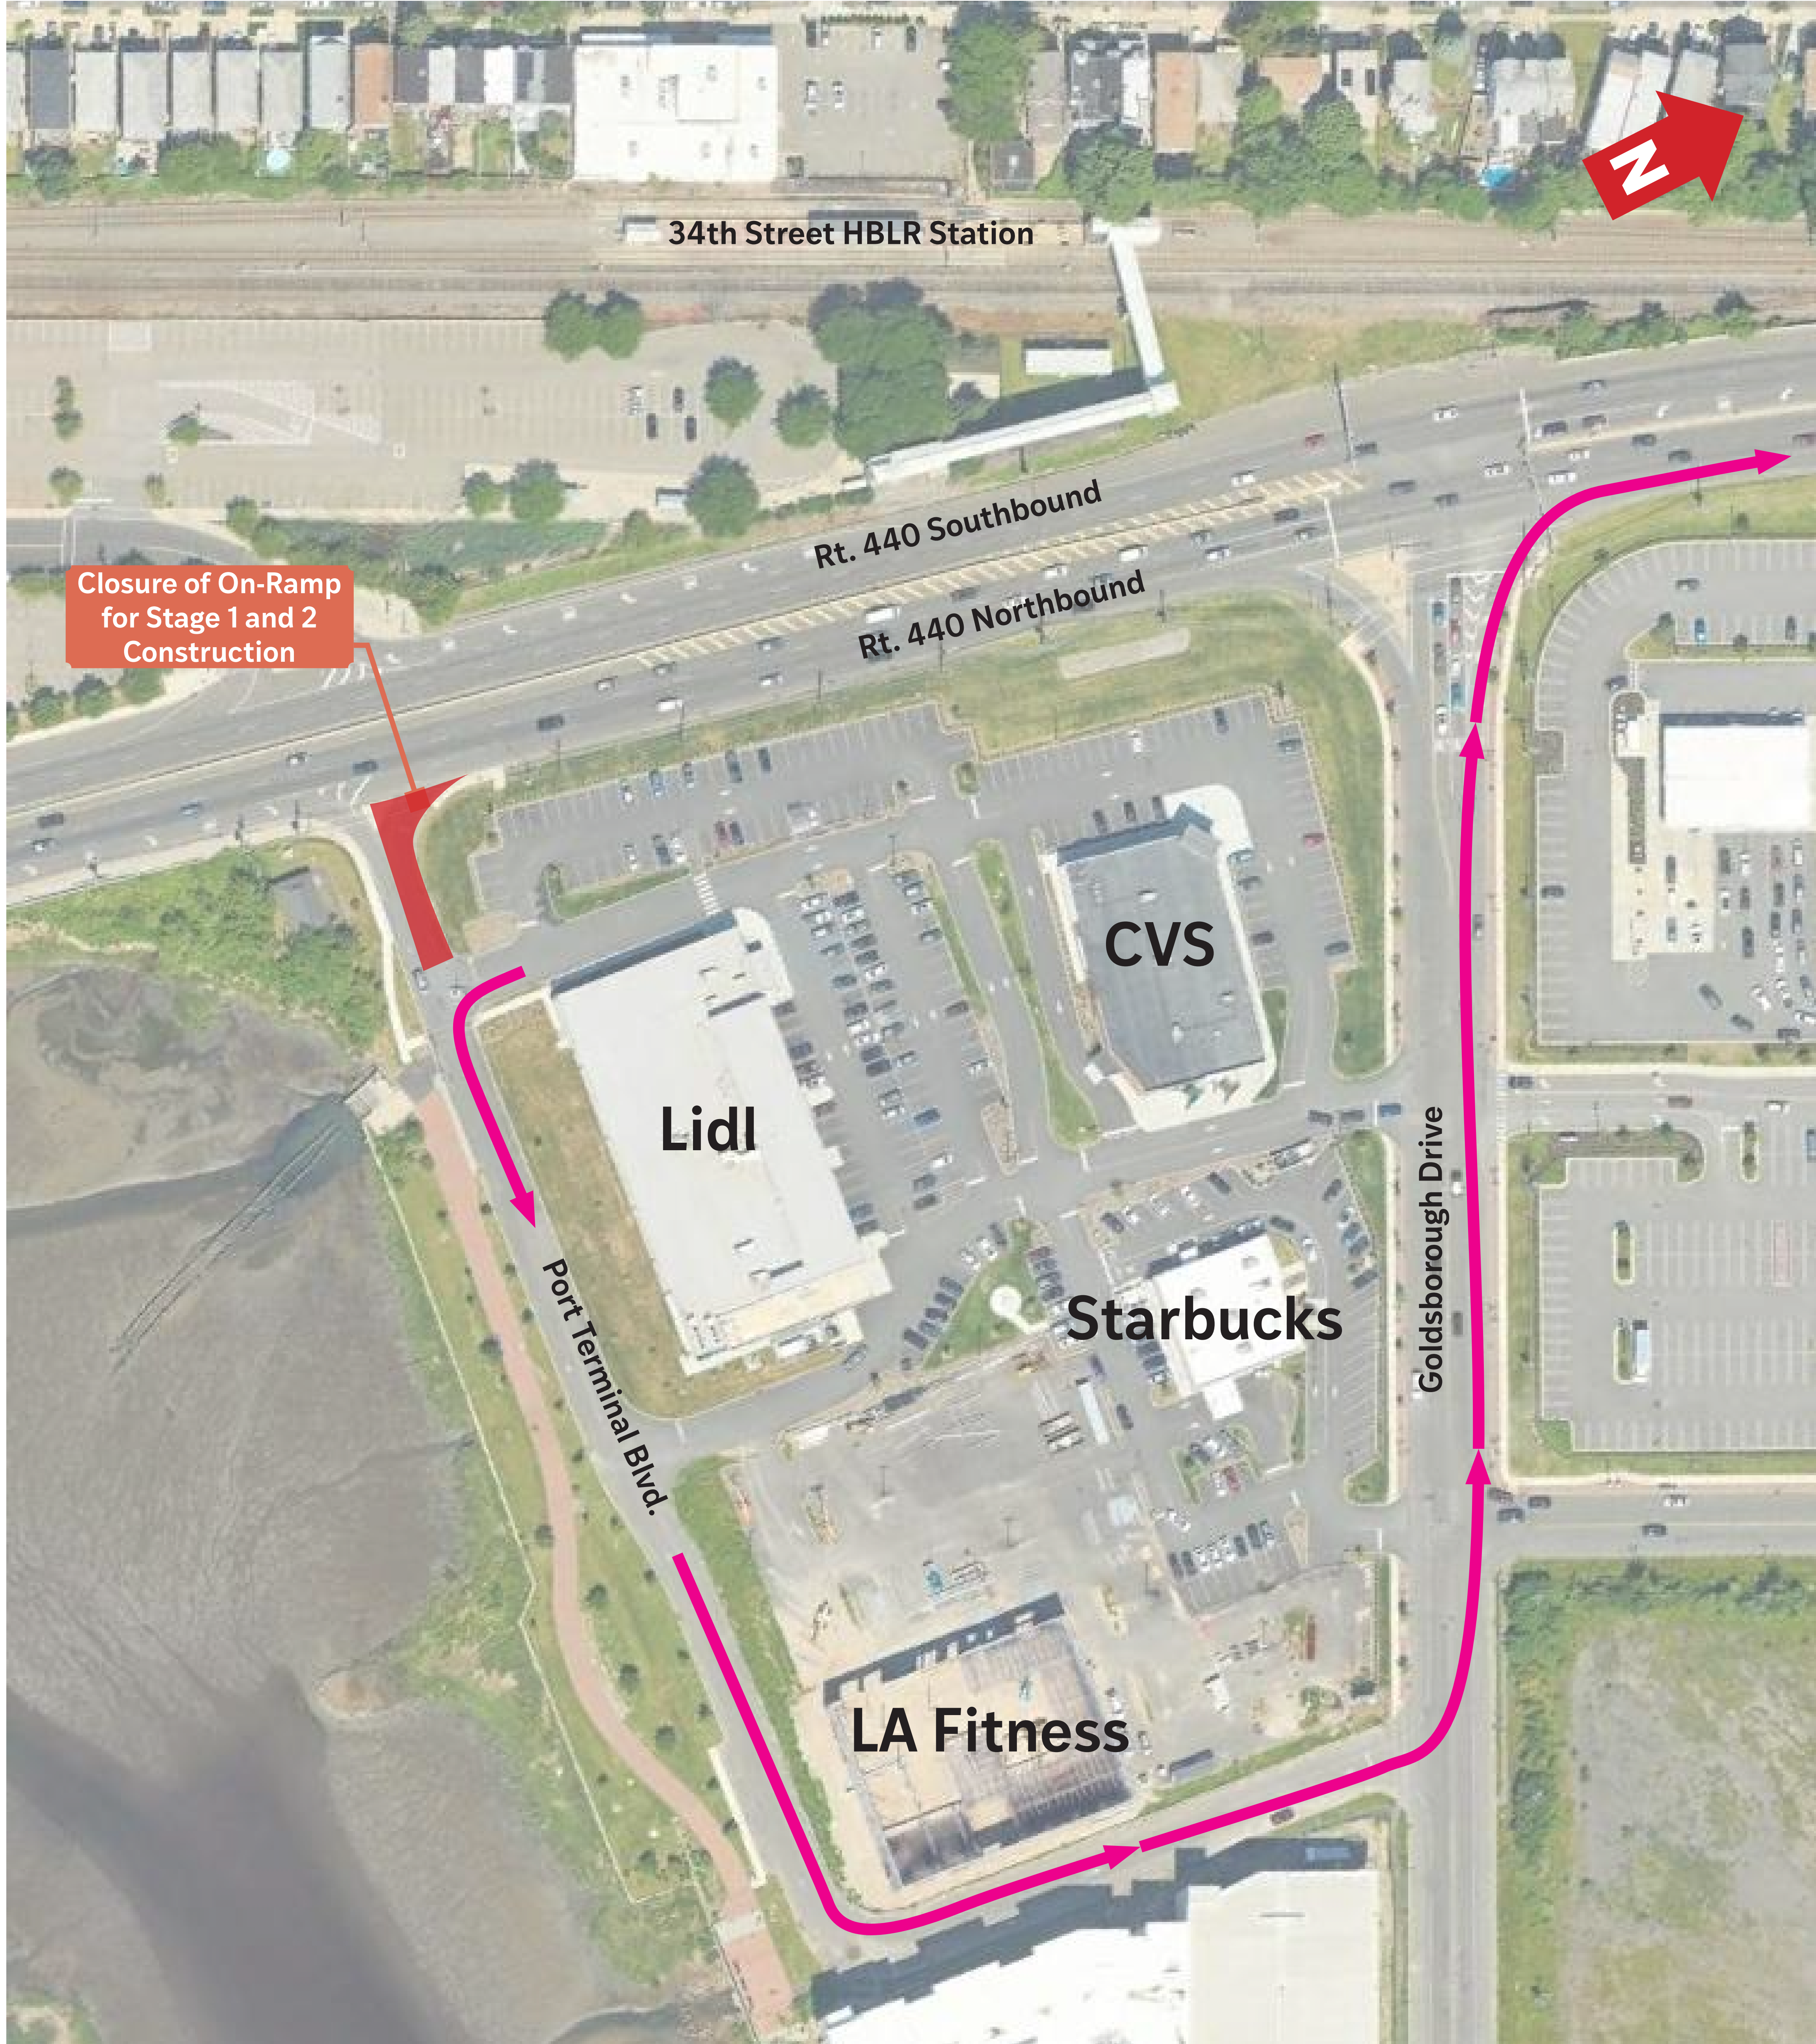 N
34th Street HBLR Station
Rt. 440 Southbound
Rt. 440 Northbound
Closure of On-Ramp
for Stage 1 and 2
Construction
CVS
Lidl
Goldsborough Drive
Starbucks
Port Terminal Blvd.
LA Fitness